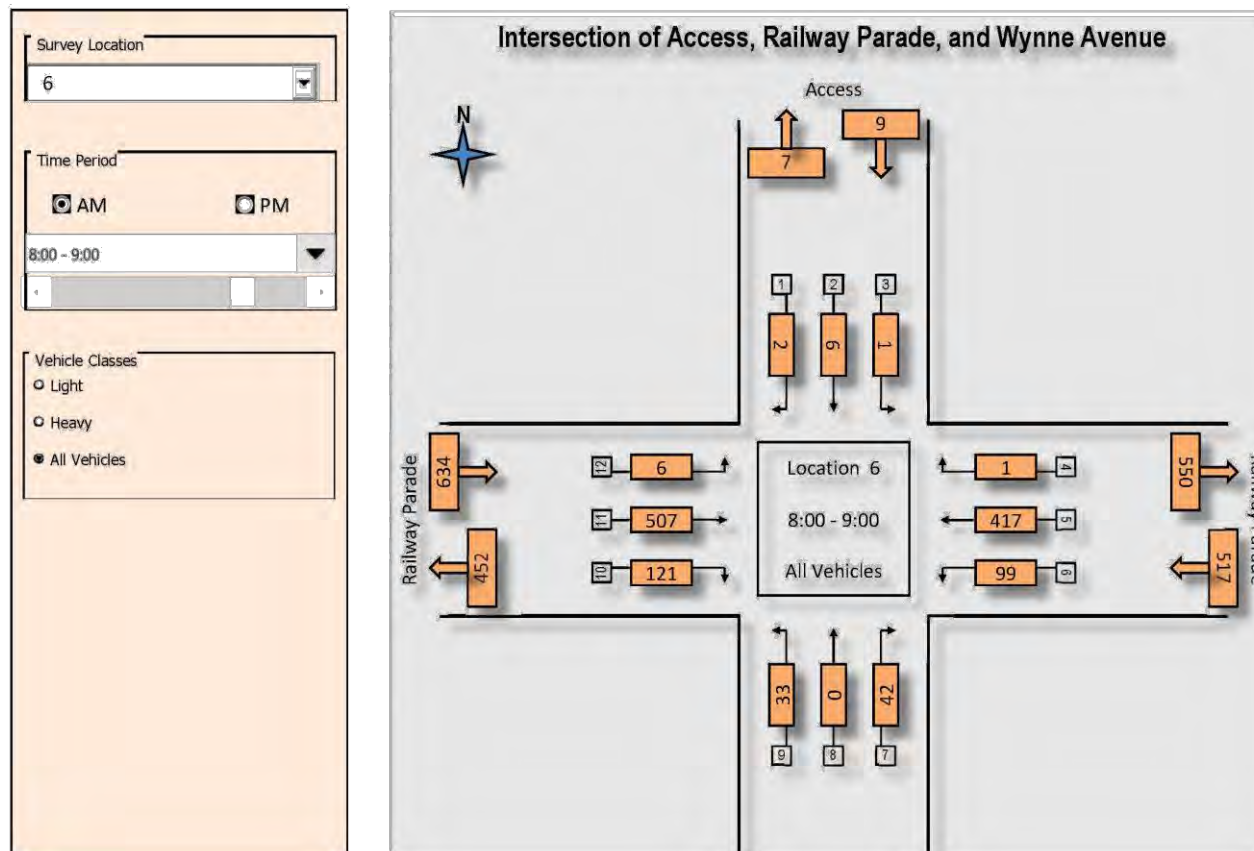 Survey Location
6
Time Period
AM
PM
8:00 - 9:00
Vehicle Classes
Light
Heavy
All Vehicles
Intersection of Access, Railway Parade, and Wynne Avenue
Access
N
7
9
1
2
3
2
6
1
Railway Parade
634
452
12
6
11
507
10
121
Location 6
8:00 - 9:00
All Vehicles
1
4
417
5
99
6
550
517
33
0
42
9
8
7